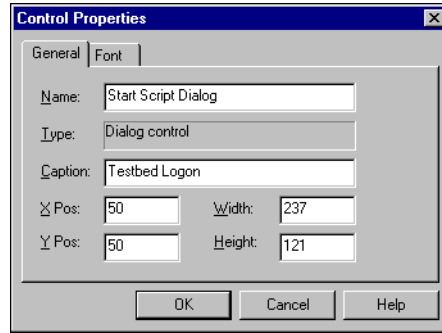 Control Properties
General Font
Name: Start Script Dialog
Type: Dialog control
Caption: Testbed Logon
X Pos: 50 Width: 237
Y Pos: 50 Height: 121
OK Cancel Help